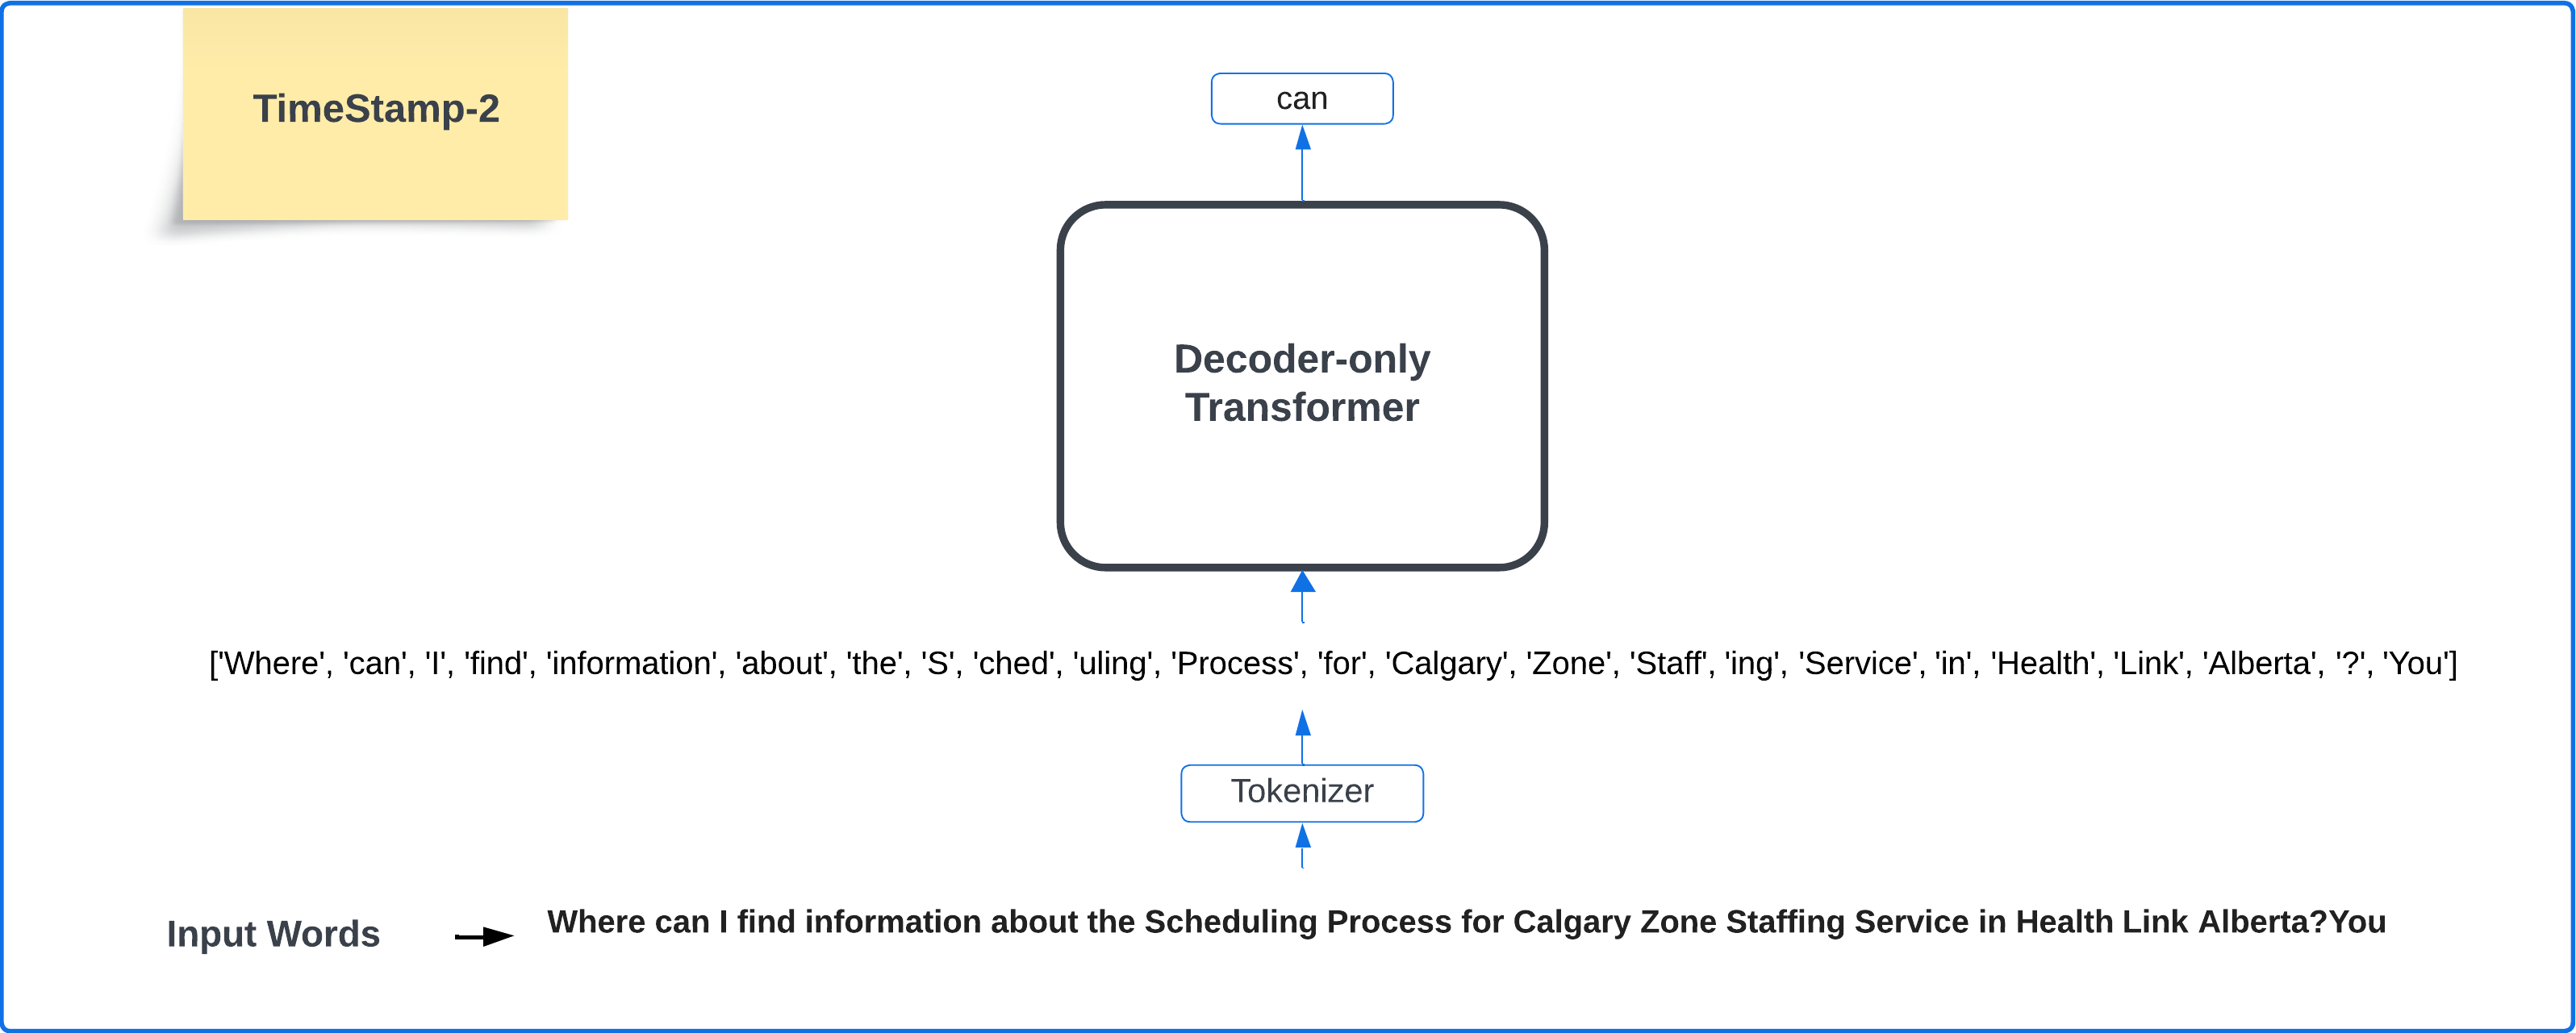 TimeStamp-2
can
Decoder-only
Transformer
['Where', 'can', 'I', 'find', 'information', 'about', 'the', 'S', 'ched', 'uling', 'Process', 'for', 'Calgary', 'Zone', 'Staff', 'ing', 'Service', 'in', 'Health', 'Link', 'Alberta', '?', 'You']
Tokenizer
Input Words
Where can I find information about the Scheduling Process for Calgary Zone Staffing Service in Health Link Alberta?You